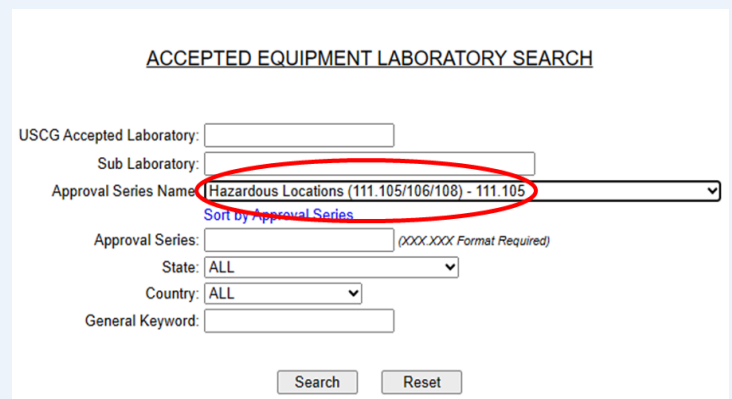 ACCEPTED EQUIPMENT LABORATORY SEARCH
USCG Accepted Laboratory:
Sub Laboratory:
Approval Series Name Hazardous Locations (111.105/106/108) - 111.105
Sort by Approval Series
Approval Series: (XXX.XXX Format Required)
State: ALL
Country: ALL
General Keyword:
Search Reset